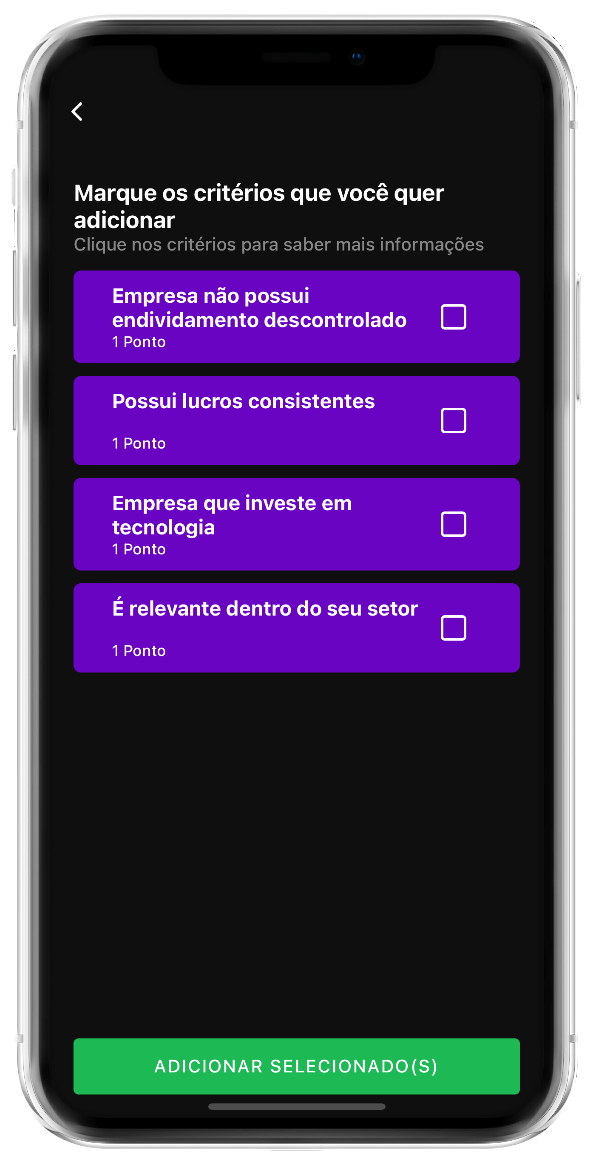 Marque os critérios que você quer
adicionar
Clique nos critérios para saber mais informações
Empresa não possui
endividamento descontrolado
1 Ponto
Possui lucros consistentes
1 Ponto
Empresa que investe em
tecnologia
1 Ponto
É relevante dentro do seu setor
1 Ponto
ADICIONAR SELECIONADO(S)